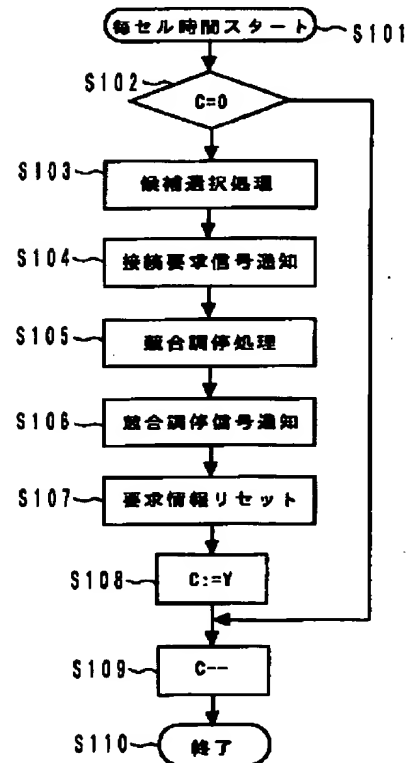 毎セル時間スタート
S101
S102
C=0
S103
候補選択処理
S104
接続要求信号通知
S105
競合調停処理
S106
競合調停信号通知
S107
要求情報リセット
S108
C:=Y
S109
C--
S110
終了